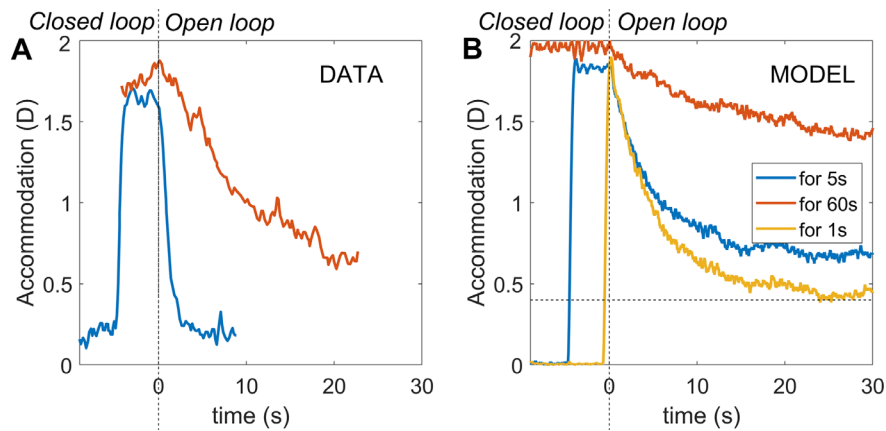 Closed loop Open loop
A
DATA
Accommodation (D)
2
1.5
1
0.5
0
0 10 20 30
time (s)
Closed loop Open loop
B
MODEL
Accommodation (D)
2
1.5
1
0.5
0
for 5s
for 60s
for 1s
0 10 20 30
time (s)